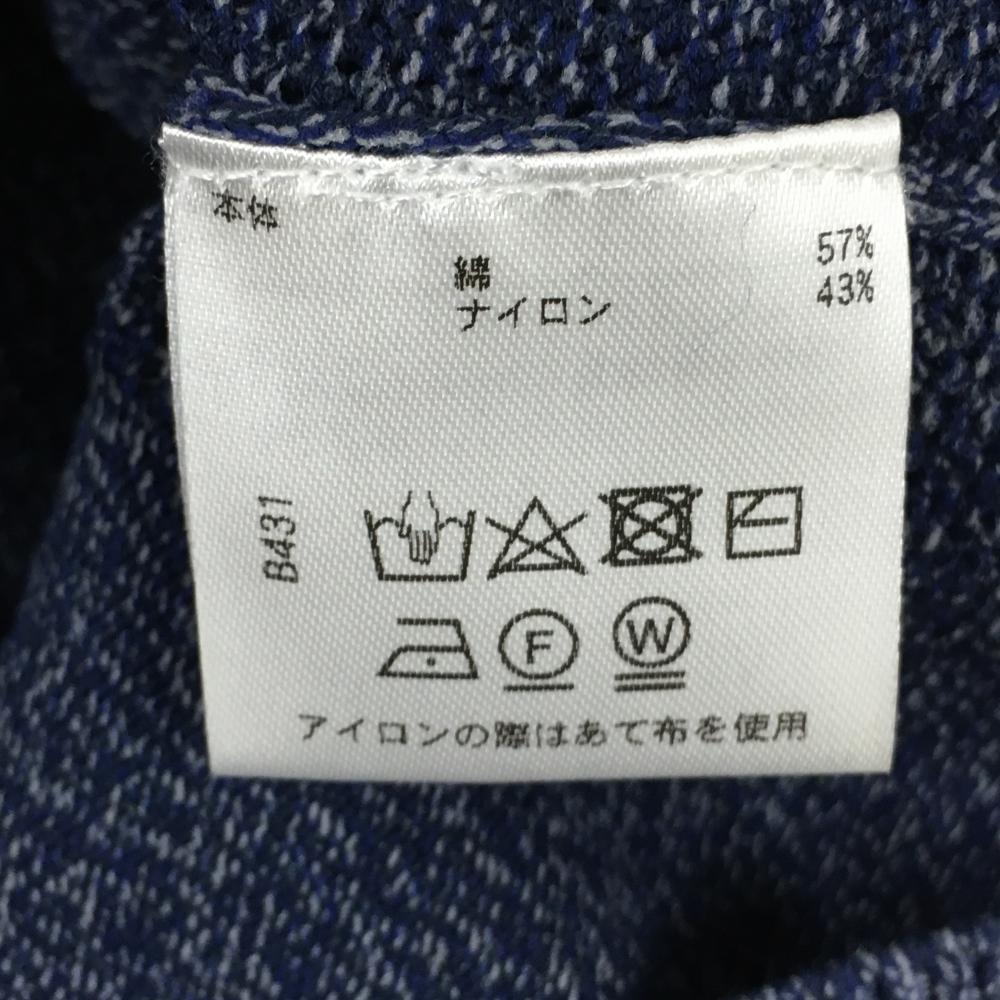 本体
綿 57%
ナイロン 43%
B431
F W
アイロンの際はあて布を使用